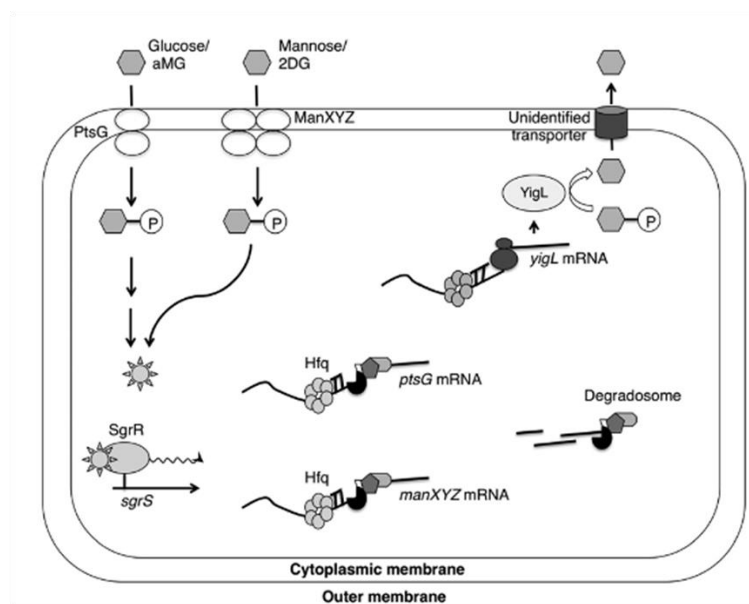 Glucose/
aMG
Mannose/
2DG
PtsG
ManXYZ
Unidentified
transporter
P
P
YigL
P
yigL mRNA
Hfq
ptsG mRNA
Degradosome
SgrR
sgrS
Hfq
manXYZ mRNA
Cytoplasmic membrane
Outer membrane